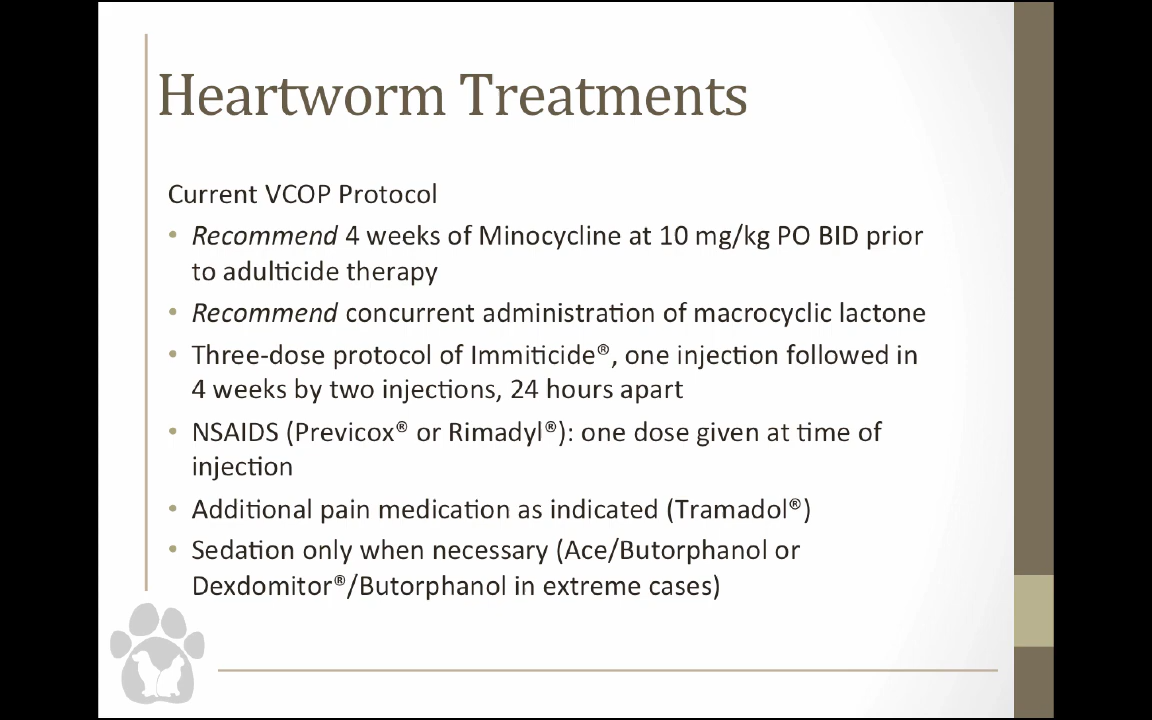 Heartworm Treatments
Current VCOP Protocol
• Recommend 4 weeks of Minocycline at 10 mg/kg PO BID prior
to adulticide therapy
• Recommend concurrent administration of macrocyclic lactone
• Three-dose protocol of Immiticide®, one injection followed in
4 weeks by two injections, 24 hours apart
• NSAIDS (Previcox® or Rimadyl®): one dose given at time of
injection
• Additional pain medication as indicated (Tramadol®)
• Sedation only when necessary (Ace/Butorphanol or
Dexdomitor®/Butorphanol in extreme cases)